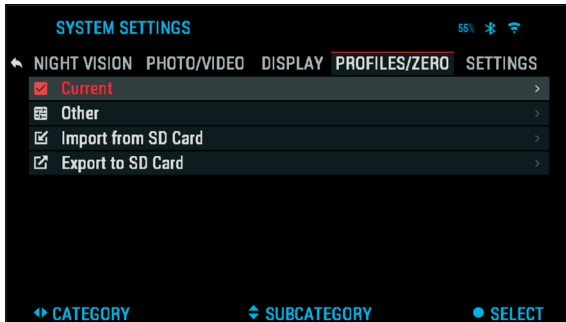 SYSTEM SETTINGS 55%
NIGHT VISION PHOTO/VIDEO DISPLAY PROFILES/ZERO SETTINGS
Current
Other
Import from SD Card
Export to SD Card
CATEGORY SUBCATEGORY SELECT